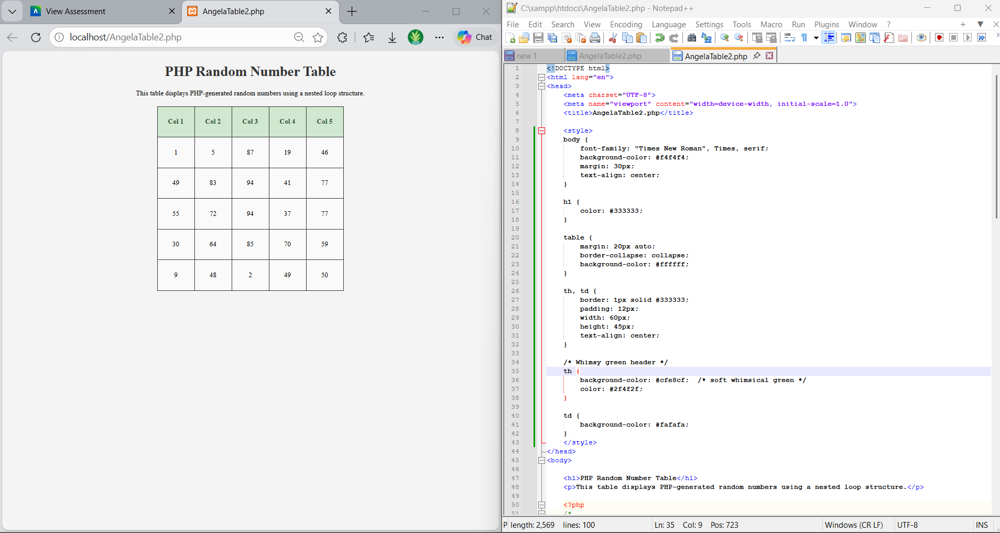 View Assessment
AngelaTable2.php
localhost/AngelaTable2.php
Chat
PHP Random Number Table
This table displays PHP-generated random numbers using a nested loop structure.
Col 1 Col 2 Col 3 Col 4 Col 5
1 5 87 19 46
49 83 94 41 77
55 72 94 37 77
30 64 85 70 59
9 48 2 49 50
C:\xampp\htdocs\AngelaTable2.php - Notepad++
File Edit Search View Encoding Language Settings Tools Macro Run Plugins Window ?
new 1 AngelaTable2.php AngelaTable2.php
1 <!DOCTYPE html>
2 <html lang="en">
3 <head>
4 <meta charset="UTF-8">
5 <meta name="viewport" content="width=device-width, initial-scale=1.0">
6 <title>AngelaTable2.php</title>
7
8 <style>
9 body {
10 font-family: "Times New Roman", Times, serif;
11 background-color: #f4f4f4;
12 margin: 30px;
13 text-align: center;
14 }
15
16 h1 {
17 color: #333333;
18 }
19
20 table {
21 margin: 20px auto;
22 border-collapse: collapse;
23 background-color: #ffffff;
24 }
25
26 th, td {
27 border: 1px solid #333333;
28 padding: 12px;
29 width: 60px;
30 height: 45px;
31 text-align: center;
32 }
33
34 /* Whimsy green header */
35 th {
36 background-color: #cfe8cf; /* soft whimsical green */
37 color: #2f4f2f;
38 }
39
40 td {
41 background-color: #fafafa;
42 }
43 </style>
44 </head>
45 <body>
46
47 <h1>PHP Random Number Table</h1>
48 <p>This table displays PHP-generated random numbers using a nested loop structure.</p>
49
50 <?php
51 /*
P length: 2,569 lines: 100 Ln: 35 Col: 9 Pos: 723 Windows (CR LF) UTF-8 INS